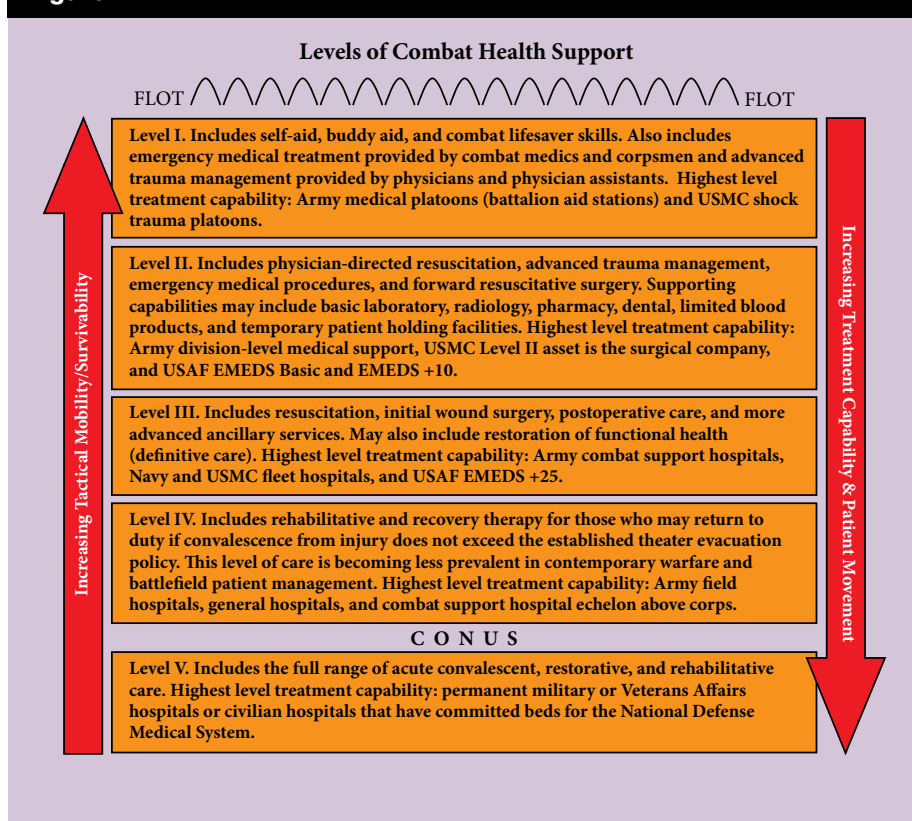 Levels of Combat Health Support
FLOT FLOT
Level I. Includes self-aid, buddy aid, and combat lifesaver skills. Also includes
emergency medical treatment provided by combat medics and corpsmen and advanced
trauma management provided by physicians and physician assistants. Highest level
treatment capability: Army medical platoons (battalion aid stations) and USMC shock
trauma platoons.
Level II. Includes physician-directed resuscitation, advanced trauma management,
emergency medical procedures, and forward resuscitative surgery. Supporting
capabilities may include basic laboratory, radiology, pharmacy, dental, limited blood
products, and temporary patient holding facilities. Highest level treatment capability:
Army division-level medical support, USMC Level II asset is the surgical company,
and USAF EMEDS Basic and EMEDS +10.
Level III. Includes resuscitation, initial wound surgery, postoperative care, and more
advanced ancillary services. May also include restoration of functional health
(definitive care). Highest level treatment capability: Army combat support hospitals,
Navy and USMC fleet hospitals, and USAF EMEDS +25.
Level IV. Includes rehabilitative and recovery therapy for those who may return to
duty if convalescence from injury does not exceed the established theater evacuation
policy. This level of care is becoming less prevalent in contemporary warfare and
battlefield patient management. Highest level treatment capability: Army field
hospitals, general hospitals, and combat support hospital echelon above corps.
CONUS
Level V. Includes the full range of acute convalescent, restorative, and rehabilitative
care. Highest level treatment capability: permanent military or Veterans Affairs
hospitals or civilian hospitals that have committed beds for the National Defense
Medical System.
Increasing Tactical Mobility/Survivability
Increasing Treatment Capability & Patient Movement